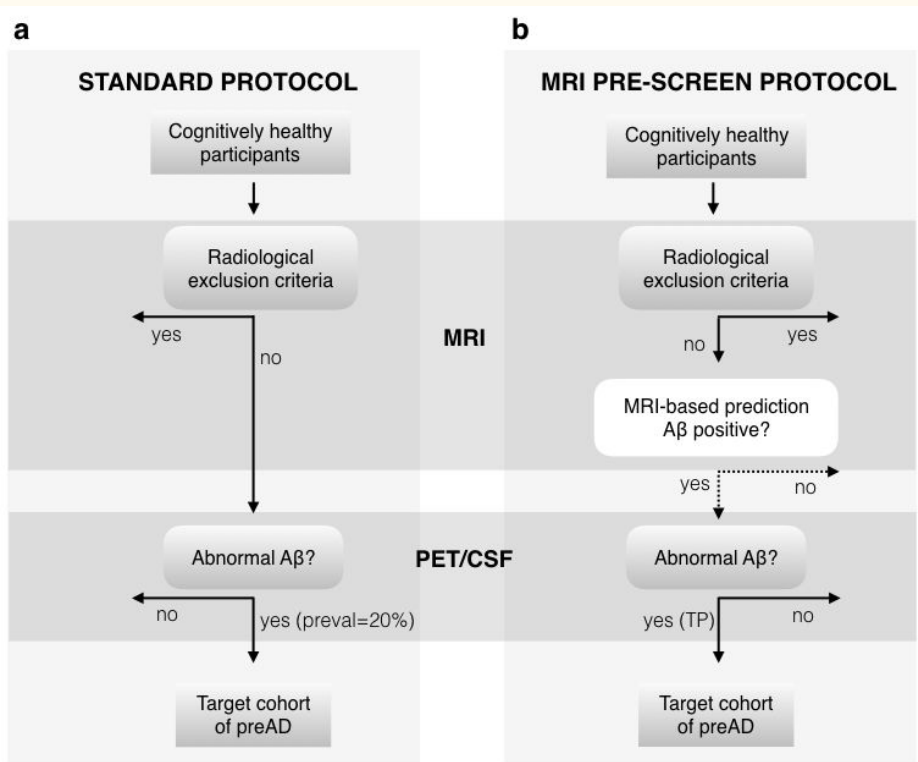 a
STANDARD PROTOCOL
Cognitively healthy
participants
Radiological
exclusion criteria
yes
no
Abnormal Aβ?
no
yes (preval=20%)
Target cohort
of preAD
MRI
PET/CSF
b
MRI PRE-SCREEN PROTOCOL
Cognitively healthy
participants
Radiological
exclusion criteria
no
yes
MRI-based prediction
Aβ positive?
yes
no
Abnormal Aβ?
yes (TP)
no
Target cohort
of preAD